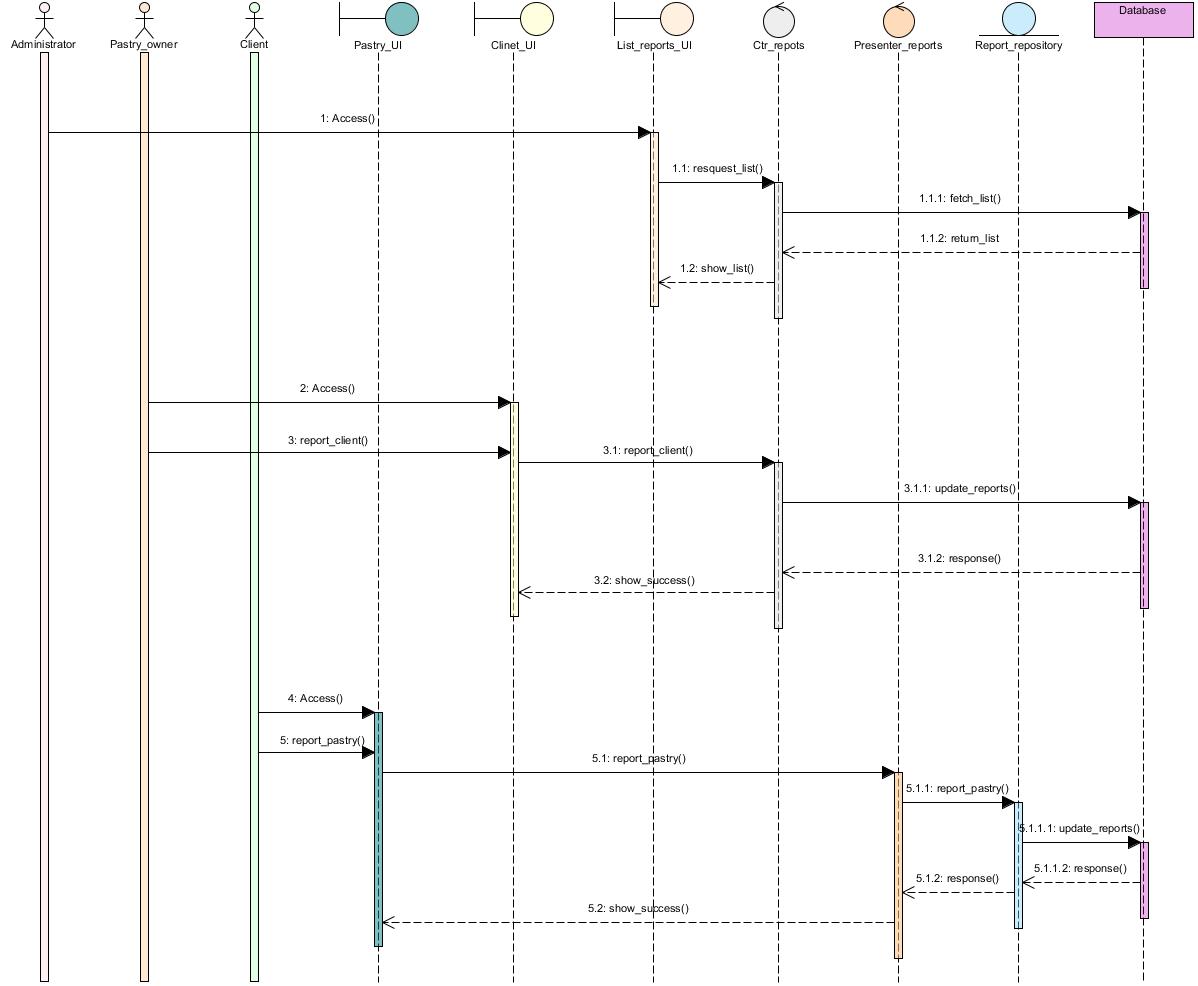 Administrator
Pastry_owner
Client
Pastry_UI
Clinet_UI
List_reports_UI
Ctr_repots
Presenter_reports
Report_repository
Database
1: Access()
1.1: resquest_list()
1.1.1: fetch_list()
1.1.2: return_list
1.2: show_list()
2: Access()
3: report_client()
3.1: report_client()
3.1.1: update_reports()
3.1.2: response()
3.2: show_success()
4: Access()
5: report_pastry()
5.1: report_pastry()
5.1.1: report_pastry()
5.1.1.1: update_reports()
5.1.1.2: response()
5.1.2: response()
5.2: show_success()